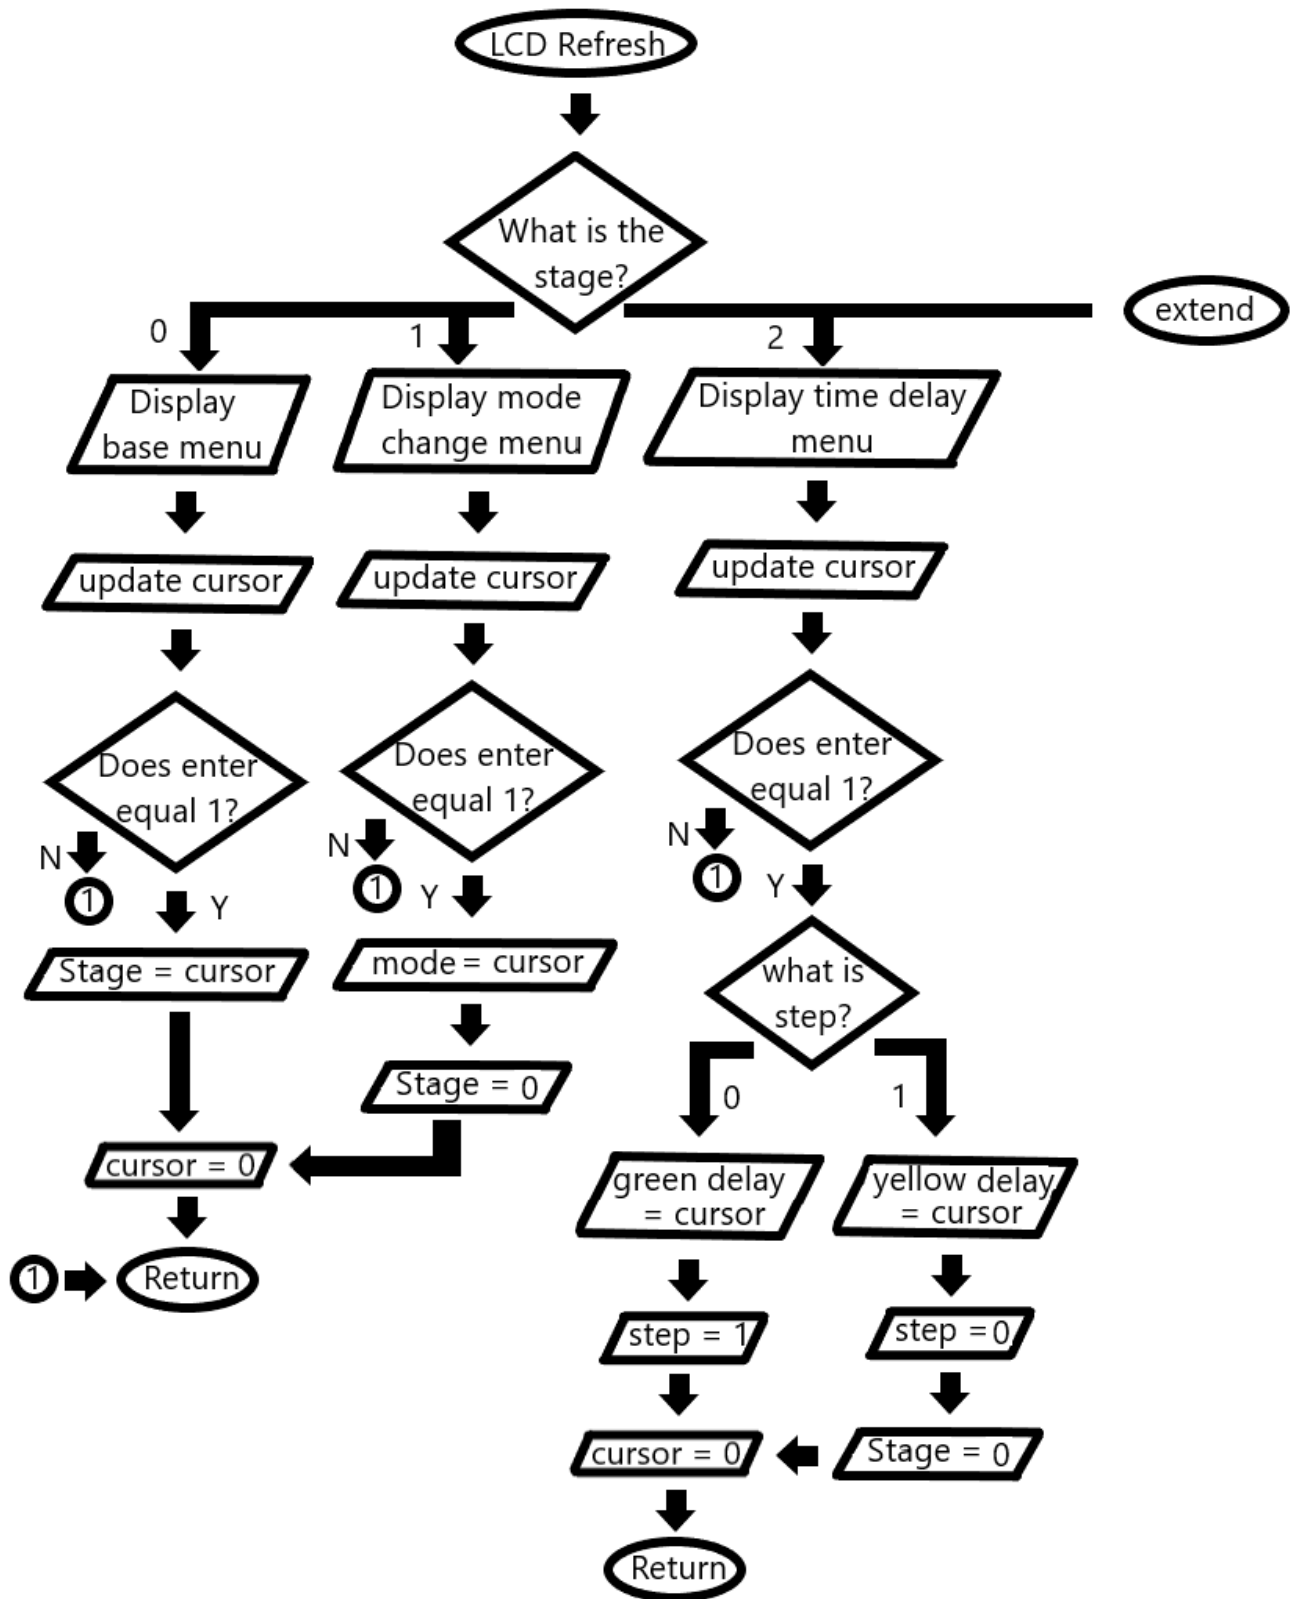 LCD Refresh
What is the
stage?
extend
0
1
2
Display
base menu
Display mode
change menu
Display time delay
menu
update cursor
update cursor
update cursor
Does enter
equal 1?
Does enter
equal 1?
Does enter
equal 1?
N
1
Y
N
1
Y
N
1
Y
Stage = cursor
mode = cursor
what is
step?
Stage = 0
0
1
cursor = 0
green delay
= cursor
yellow delay
= cursor
1
Return
step = 1
step = 0
cursor = 0
Stage = 0
Return